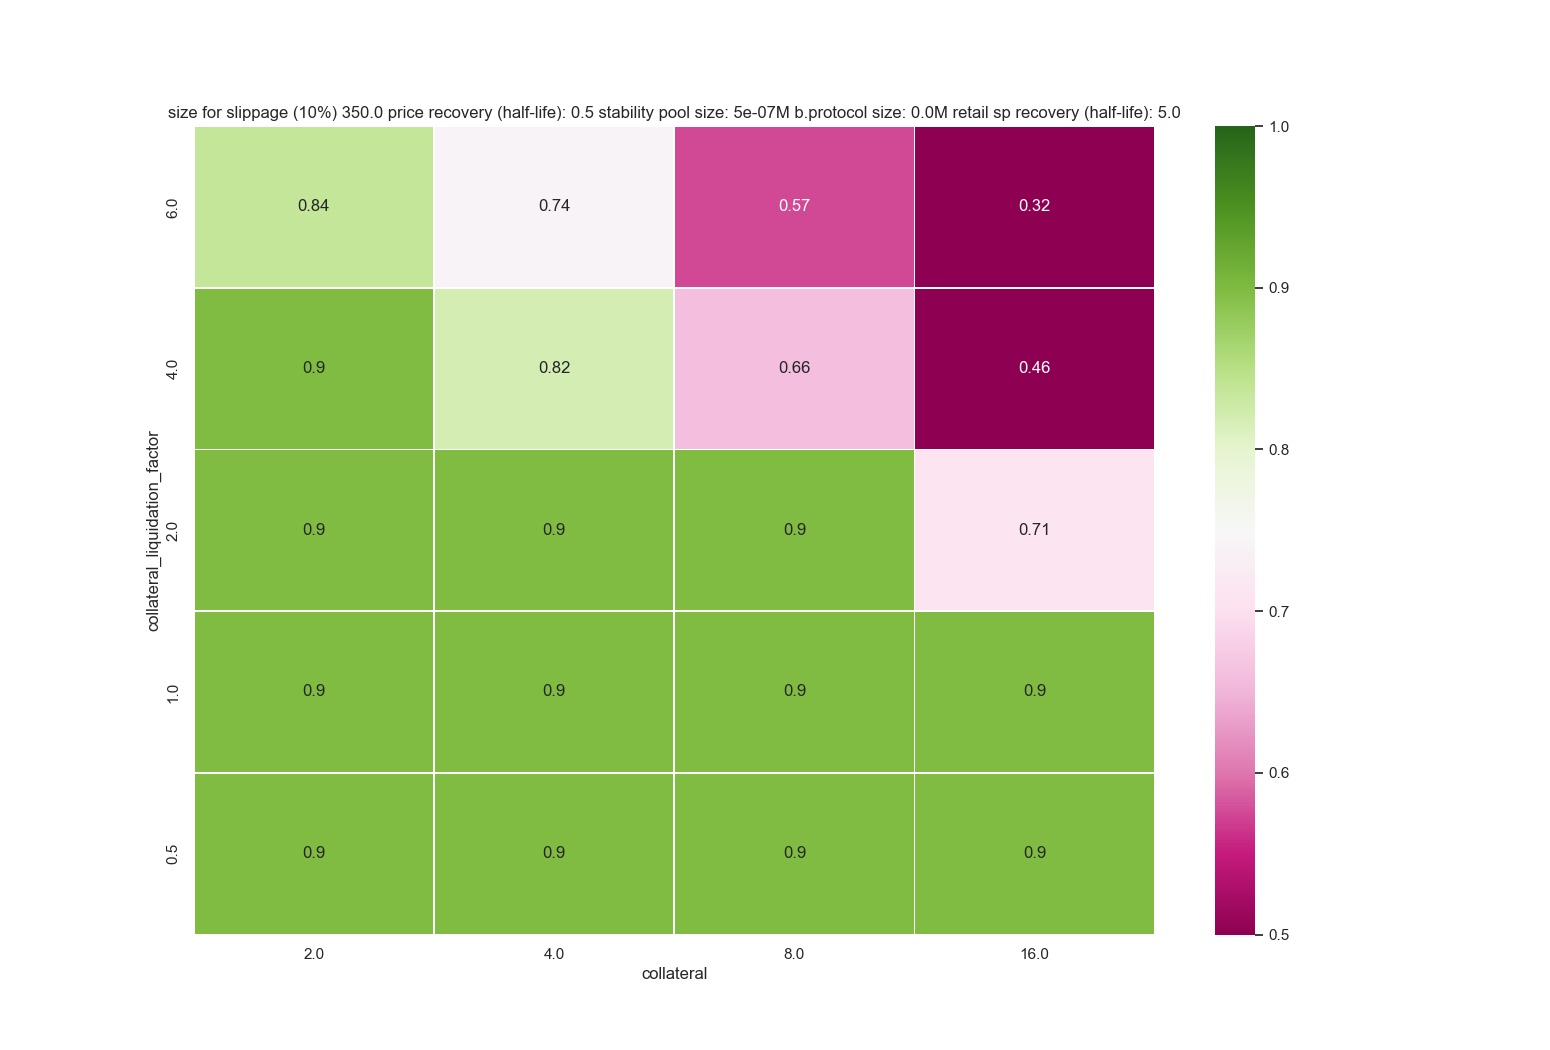 size for slippage (10%) 350.0 price recovery (half-life): 0.5 stability pool size: 5e-07M b.protocol size: 0.0M retail sp recovery (half-life): 5.0
collateral_liquidation_factor
6.0
0.84 0.74 0.57 0.32
4.0
0.9 0.82 0.66 0.46
2.0
0.9 0.9 0.9 0.71
1.0
0.9 0.9 0.9 0.9
0.5
0.9 0.9 0.9 0.9
2.0 4.0 8.0 16.0
collateral
1.0
0.9
0.8
0.7
0.6
0.5